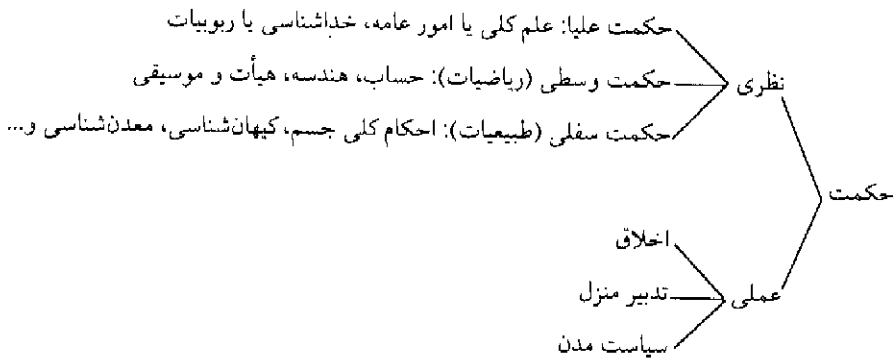 حکمت علیا: علم کلی یا امور عامه، خداشناسی یا ربوبیات
نظری
حکمت وسطی (ریاضیات): حساب، هندسه، هیأت و موسیقی
حکمت سفلی (طبیعیات): احکام کلی جسم، کیهان‌شناسی، معدن‌شناسی و...
حکمت
اخلاق
عملی
تدبیر منزل
سیاست مدن